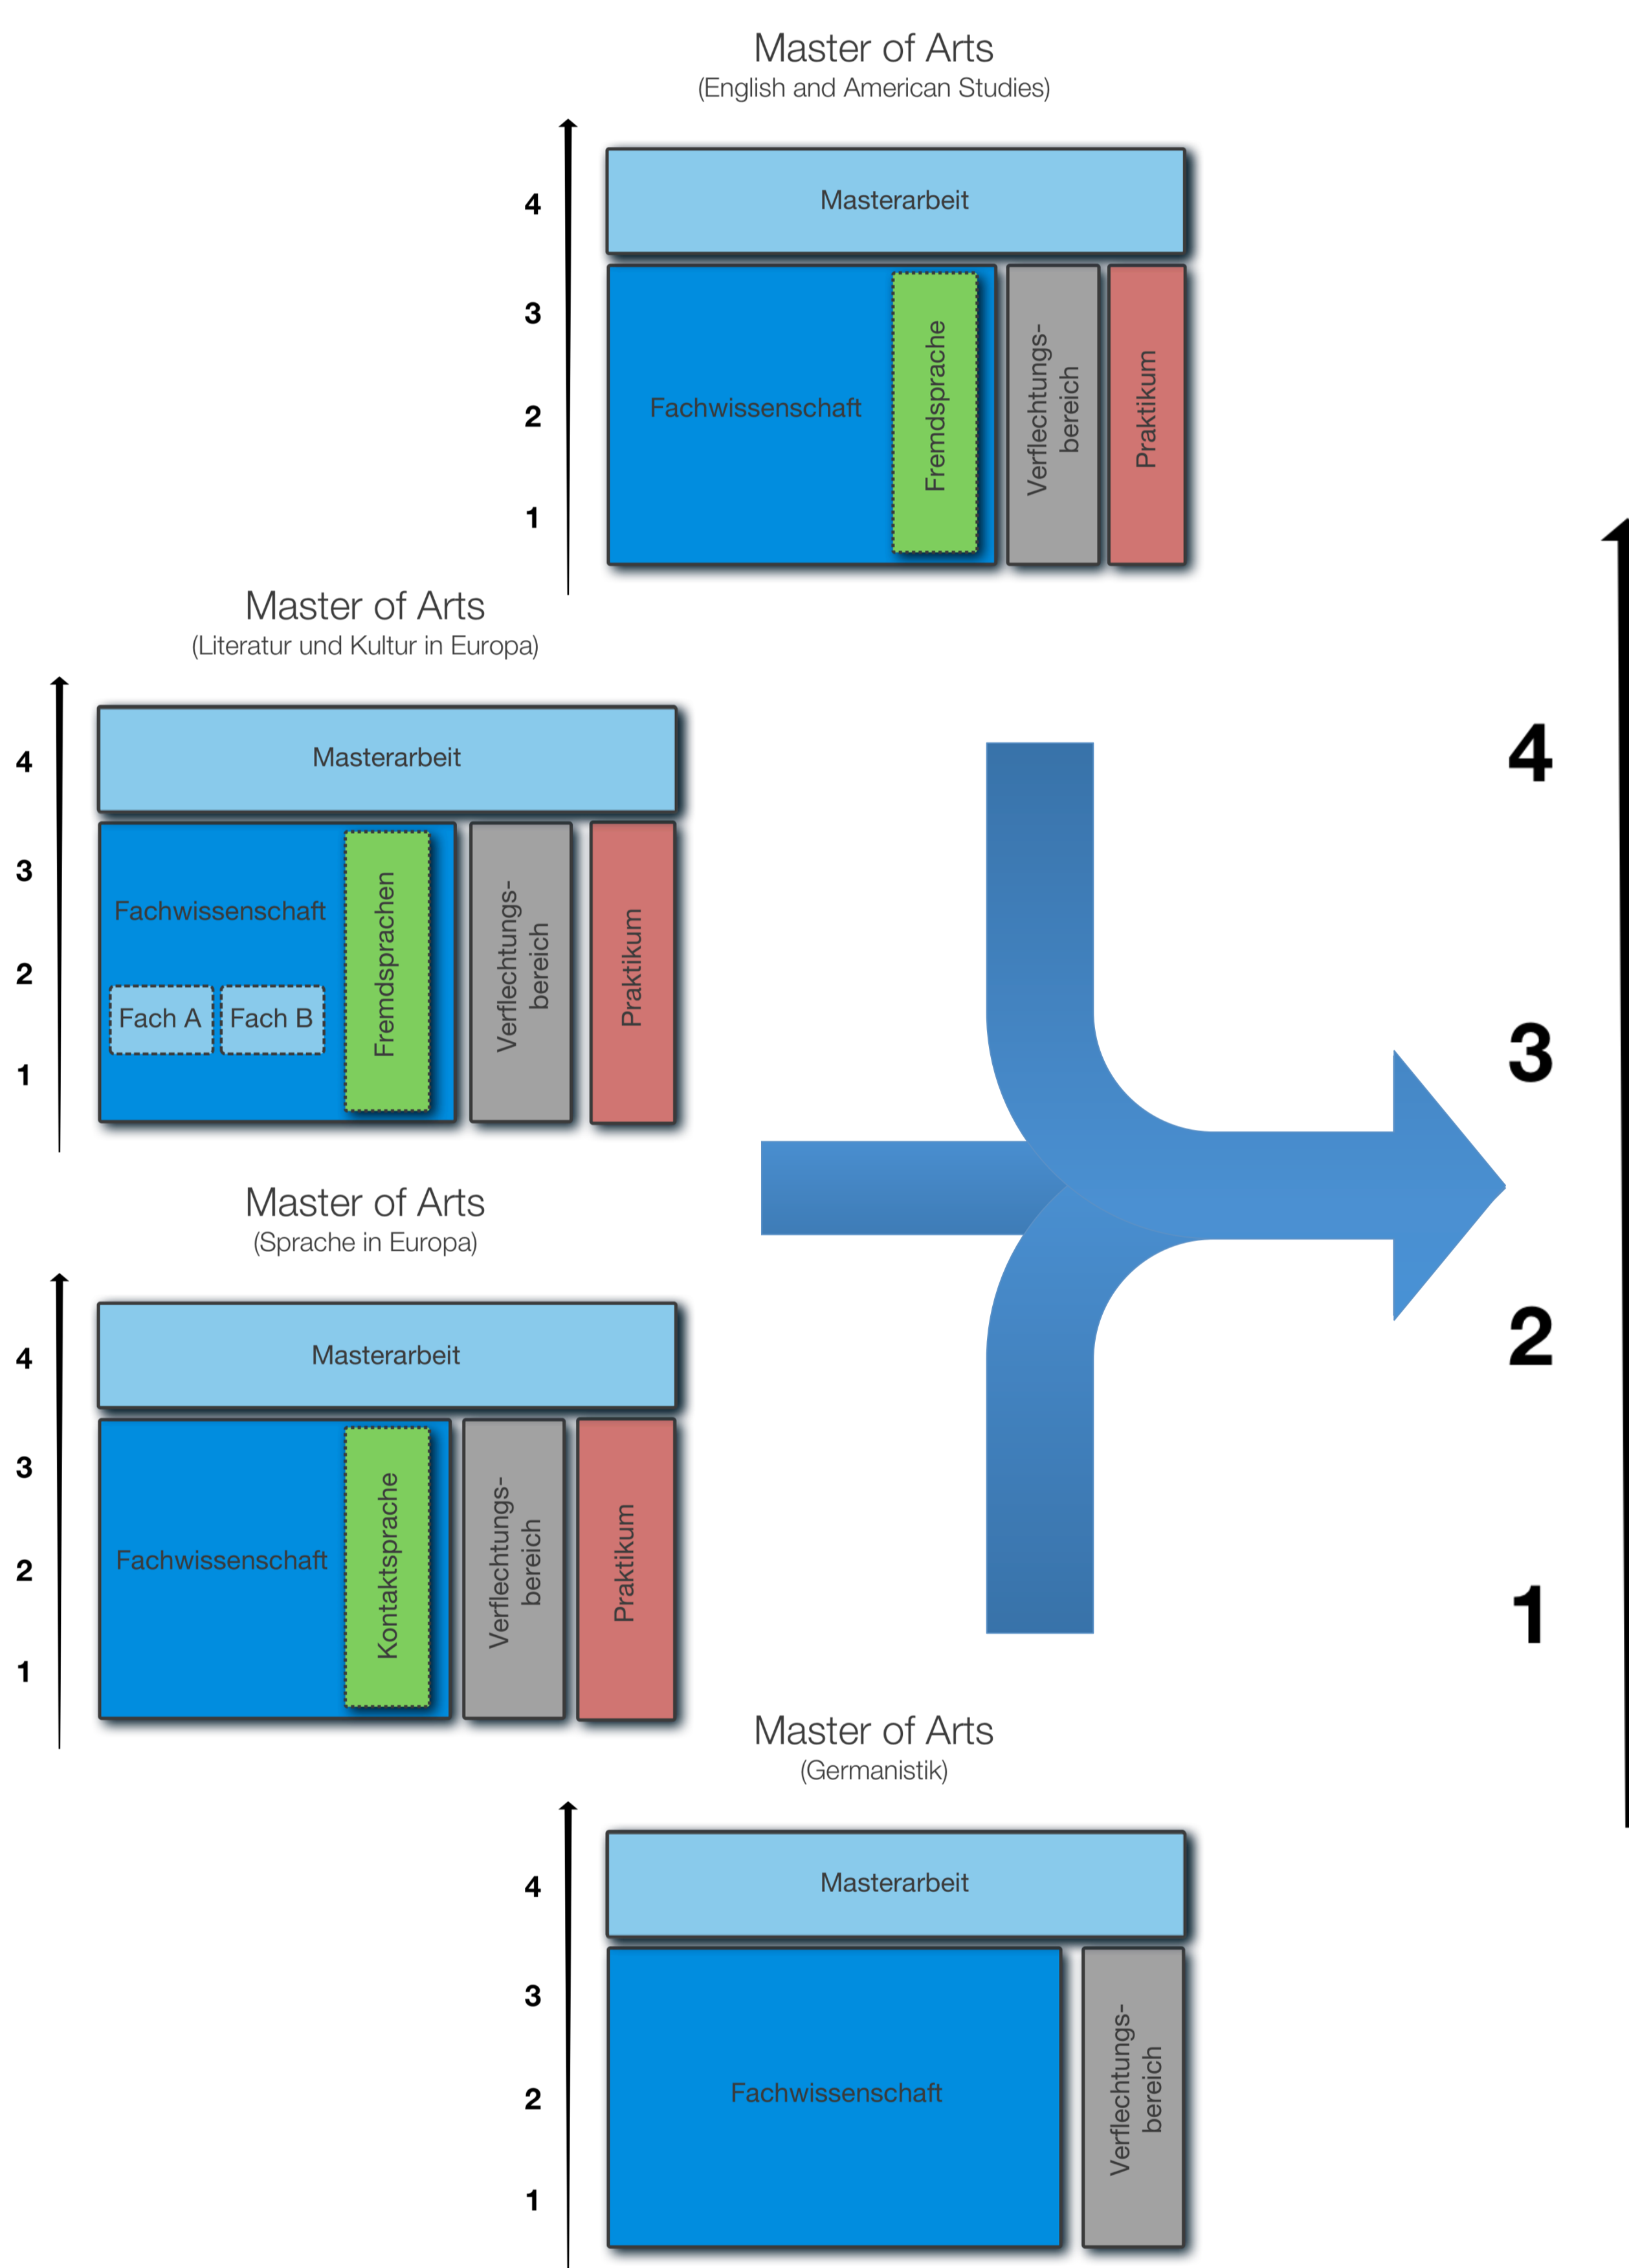 Master of Arts
(English and American Studies)
4
Masterarbeit
3
2
1
Fachwissenschaft
Fremdsprache
Verflechtungs-
bereich
Praktikum
Master of Arts
(Literatur und Kultur in Europa)
4
Masterarbeit
3
2
1
Fachwissenschaft
Fach A
Fach B
Fremdsprachen
Verflechtungs-
bereich
Praktikum
Master of Arts
(Sprache in Europa)
4
Masterarbeit
3
2
1
Fachwissenschaft
Kontaktsprache
Verflechtungs-
bereich
Praktikum
Master of Arts
(Germanistik)
4
Masterarbeit
3
2
1
Fachwissenschaft
Verflechtungs-
bereich
4
3
2
1